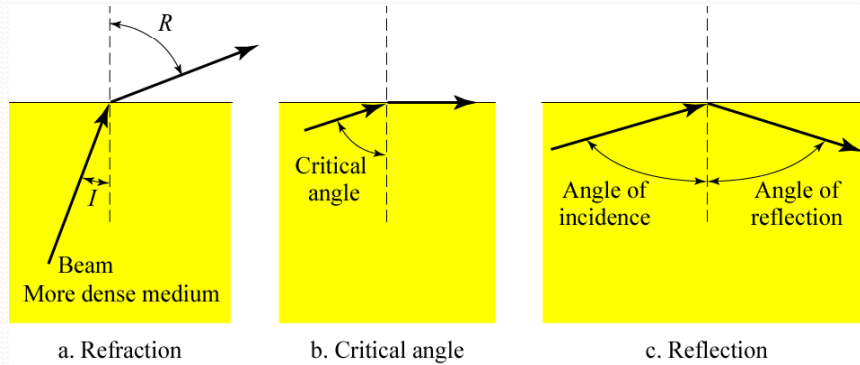 R
I
Beam
More dense medium
a. Refraction
Critical
angle
b. Critical angle
Angle of
incidence
Angle of
reflection
c. Reflection